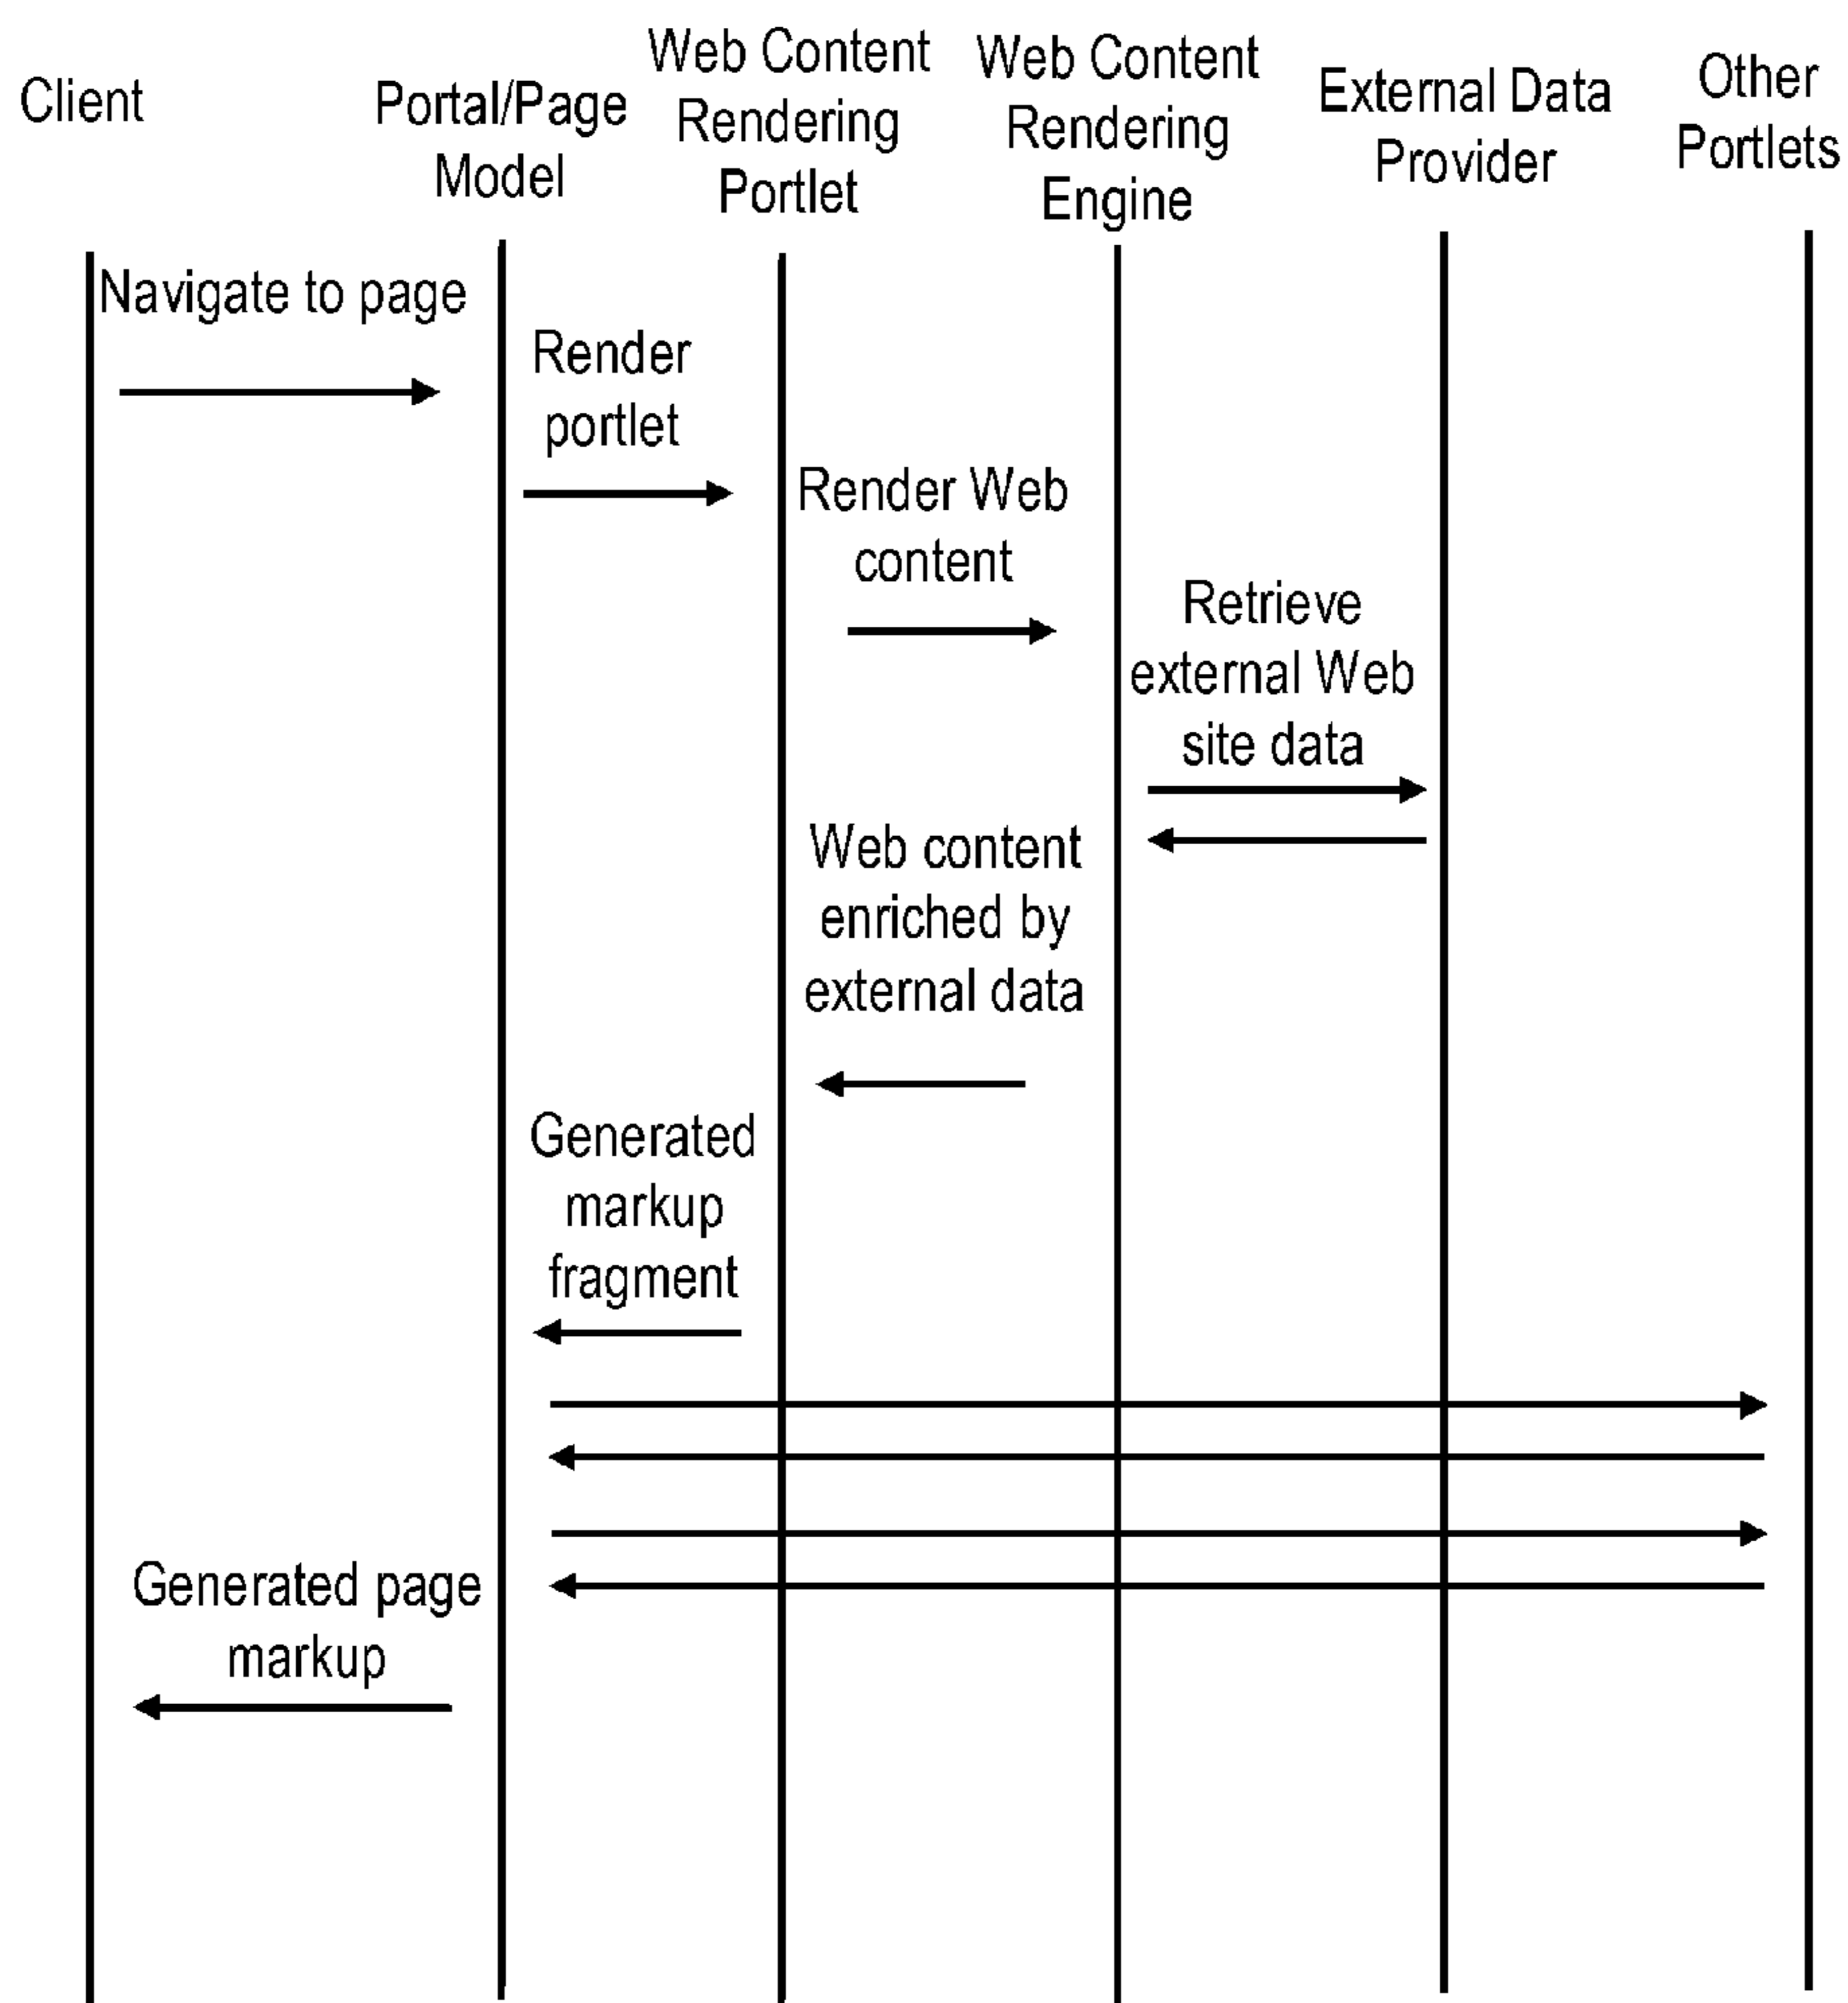 Client
Portal/Page
Model
Web Content
Rendering
Portlet
Web Content
Rendering
Engine
External Data
Provider
Other
Portlets
Navigate to page
Render
portlet
Render Web
content
Retrieve
external Web
site data
Web content
enriched by
external data
Generated
markup
fragment
Generated page
markup